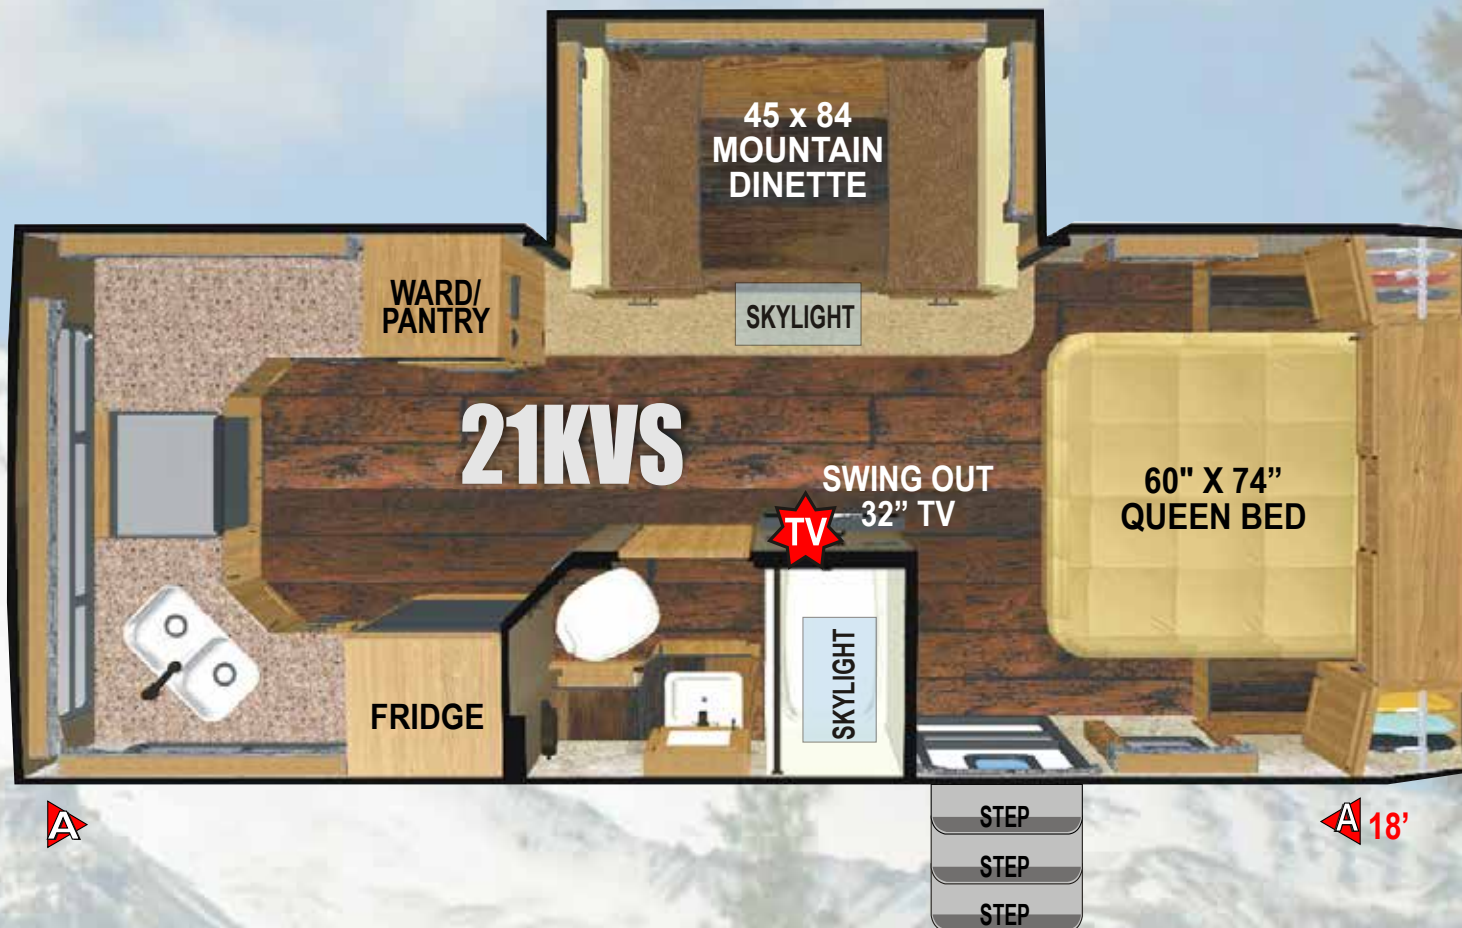 45 x 84
MOUNTAIN
DINETTE
WARD/
PANTRY
SKYLIGHT
21KVS
SWING OUT
32” TV
TV
60" X 74”
QUEEN BED
SKYLIGHT
FRIDGE
A
A 18’
STEP
STEP
STEP